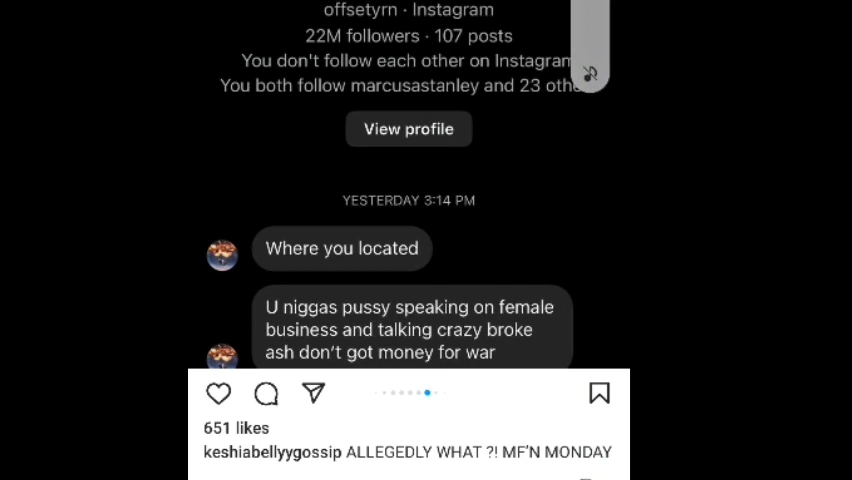 offsetyrn · Instagram
22M followers · 107 posts
You don't follow each other on Instagram
You both follow marcusastanley and 23 othe
View profile
YESTERDAY 3:14 PM
Where you located
U niggas pussy speaking on female
business and talking crazy broke
ash don't got money for war
651 likes
keshiabellyygossip ALLEGEDLY WHAT ?! MF'N MONDAY